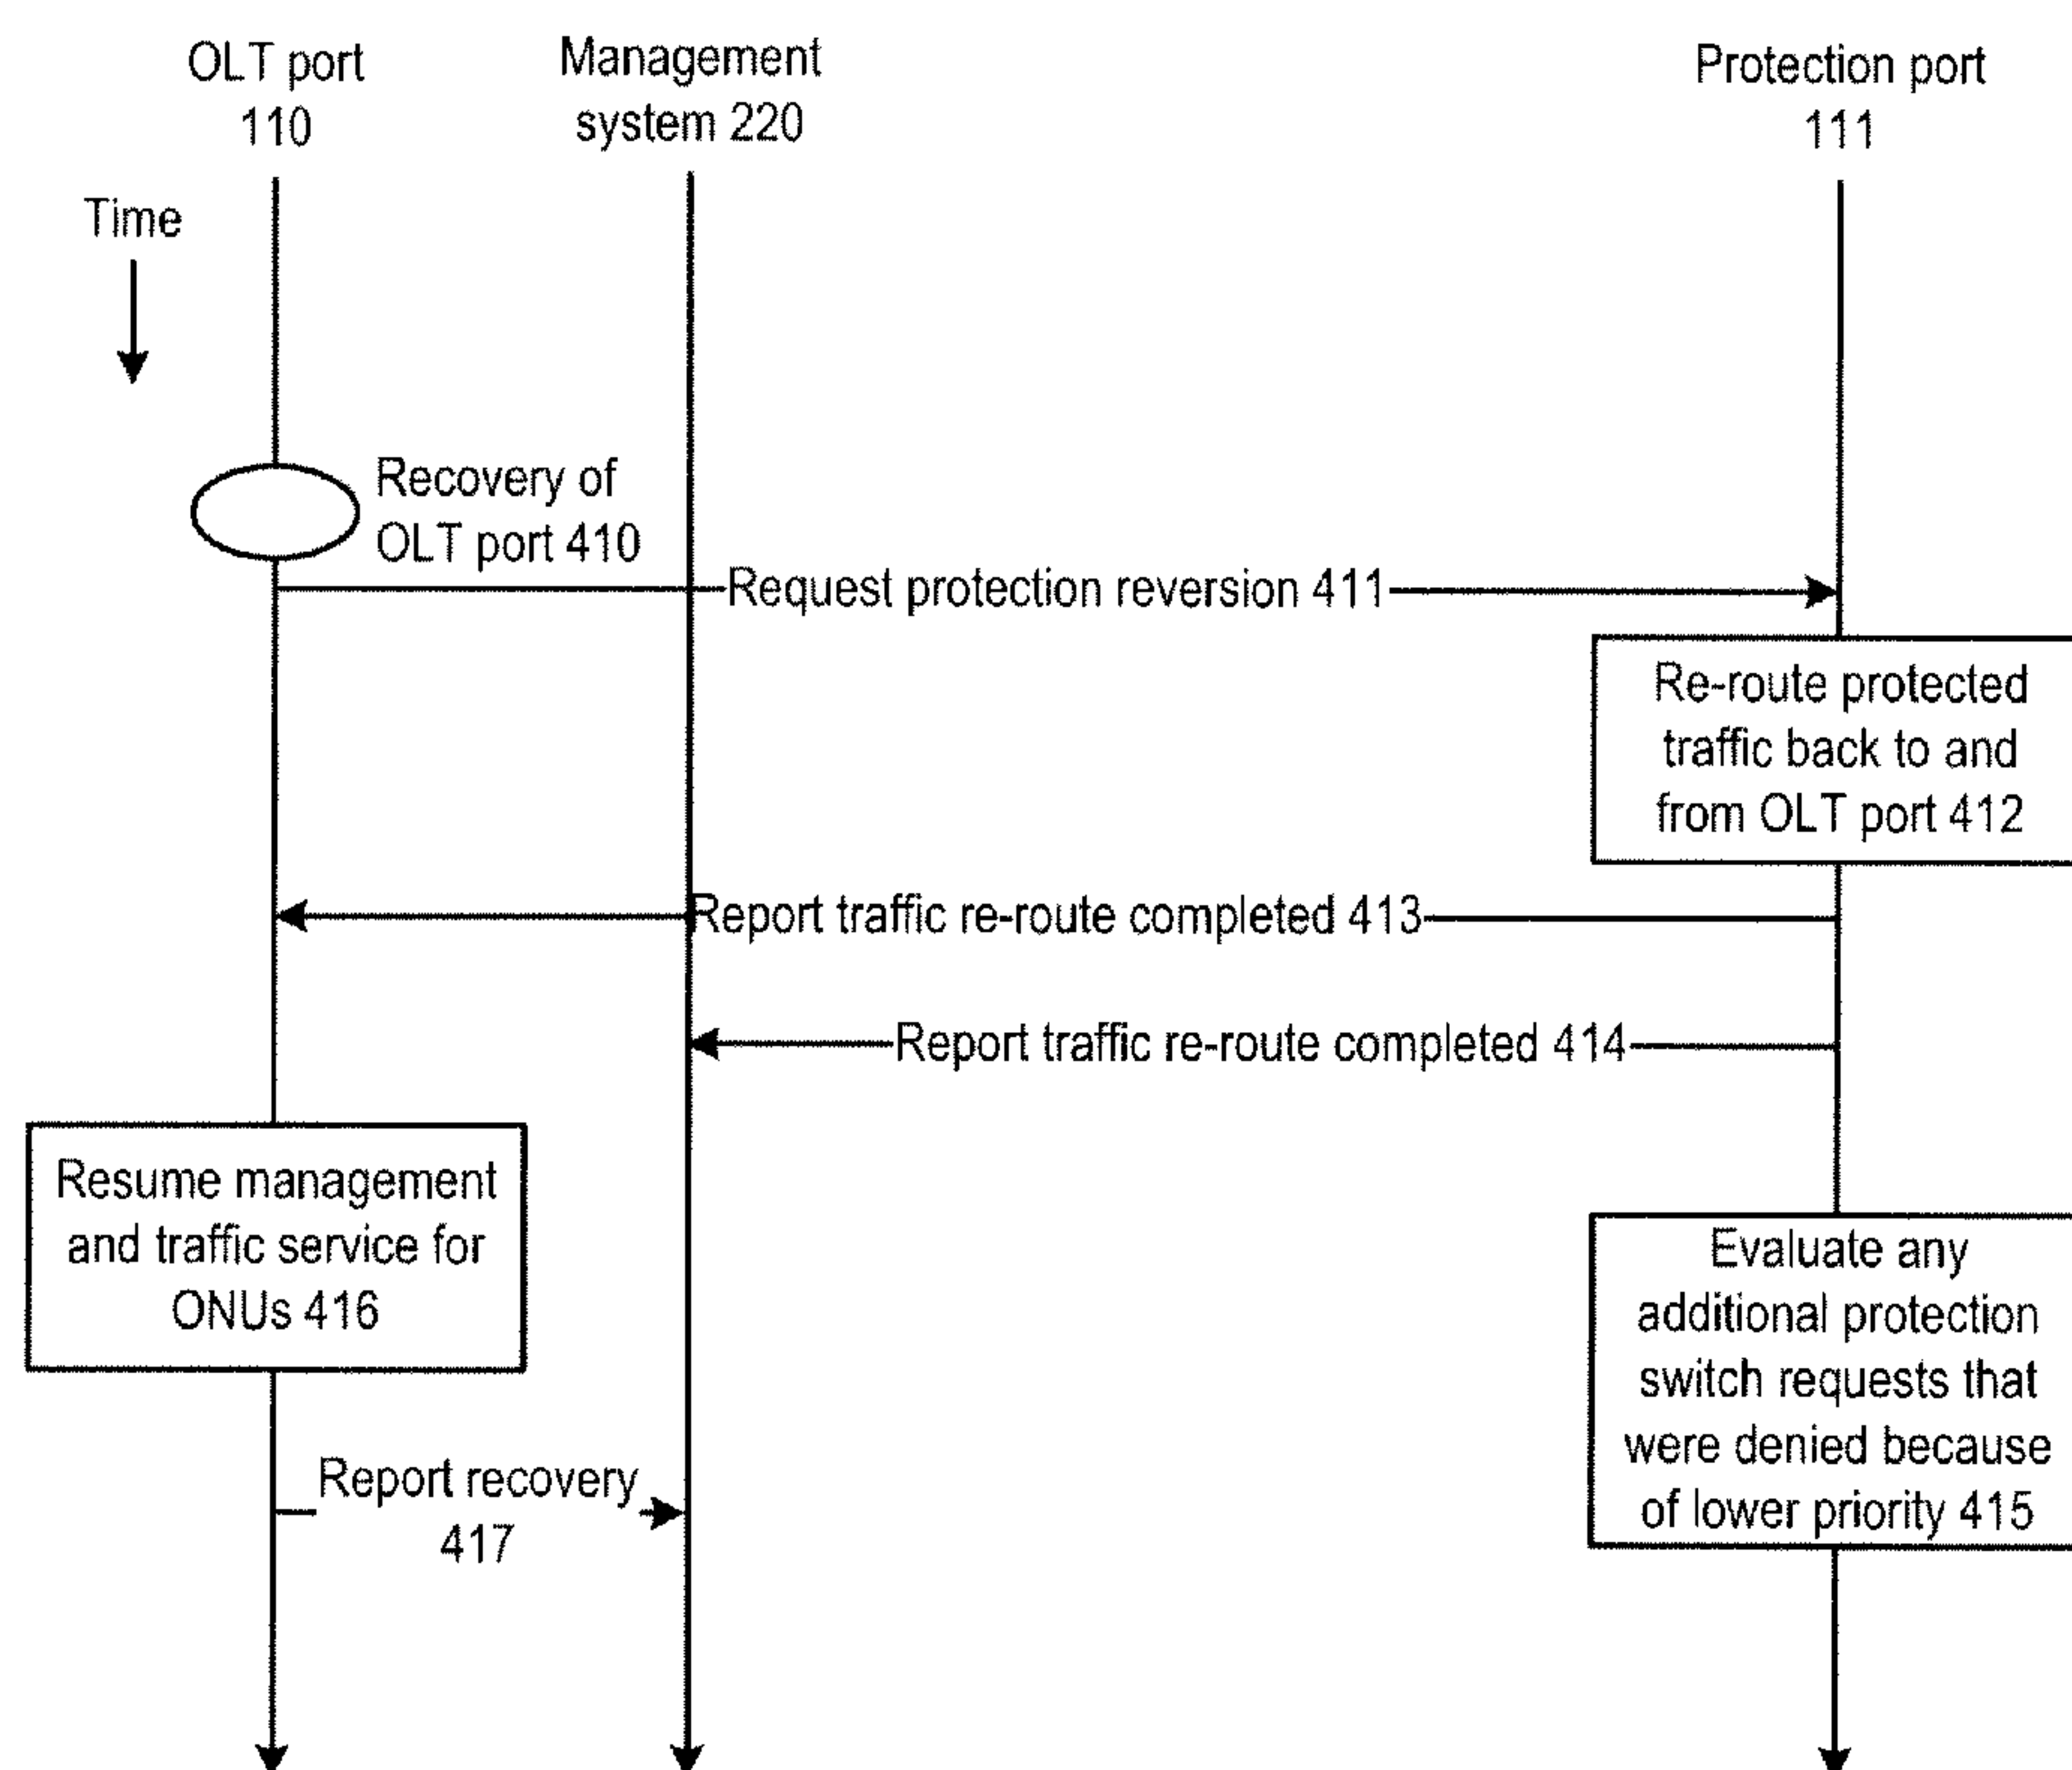 OLT port
110
Management
system 220
Protection port
111
Time
Recovery of
OLT port 410
Request protection reversion 411
Re-route protected
traffic back to and
from OLT port 412
Report traffic re-route completed 413
Report traffic re-route completed 414
Resume management
and traffic service for
ONUs 416
Evaluate any
additional protection
switch requests that
were denied because
of lower priority 415
Report recovery
417